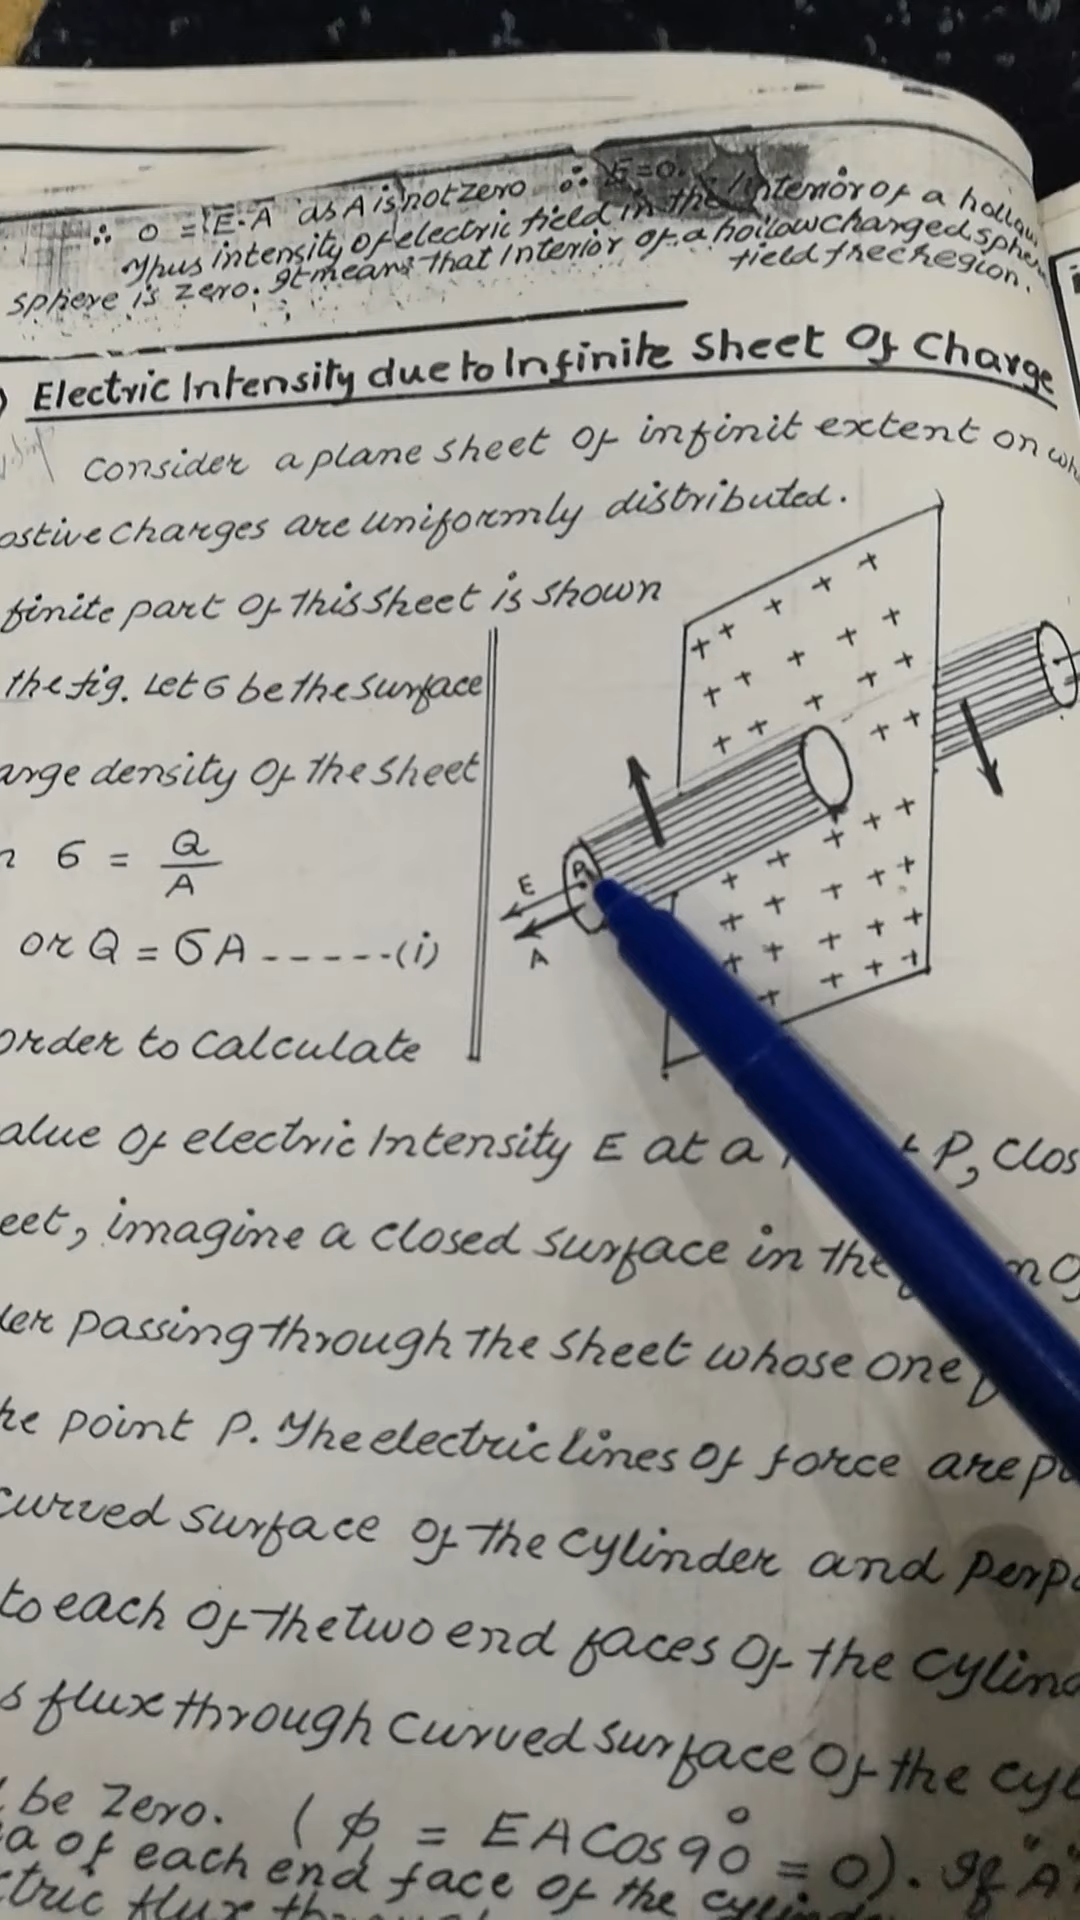 ∴ 0 = E·A as A is not zero ∴ E=0.
Thus intensity of electric field in the Interior of a hollow
sphere is zero. It means that Interior of a hollow charged sphere
field free region.
Electric Intensity due to Infinite Sheet Of Charge
Consider a plane sheet of infinit extent on
ostive Charges are uniformly distributed.
finite part Of This Sheet is shown
the fig. Let σ be the surface
arge density Of the Sheet
σ = Q/A
or Q = σA ------(i)
order to Calculate
alue Of electric Intensity E at a P, Clos
eet, imagine a closed surface in the
der passing through the sheet whose one
he point P. The electric lines Of force are
curved surface Of the Cylinder and perp
to each Of the two end faces Of the Cylind
s flux through Curved Surface Of the Cyl
be Zero. ( ϕ = EA Cos 90° = 0 ). If "A"
a of each end face of the cylinde
ctric flux
P
E
A